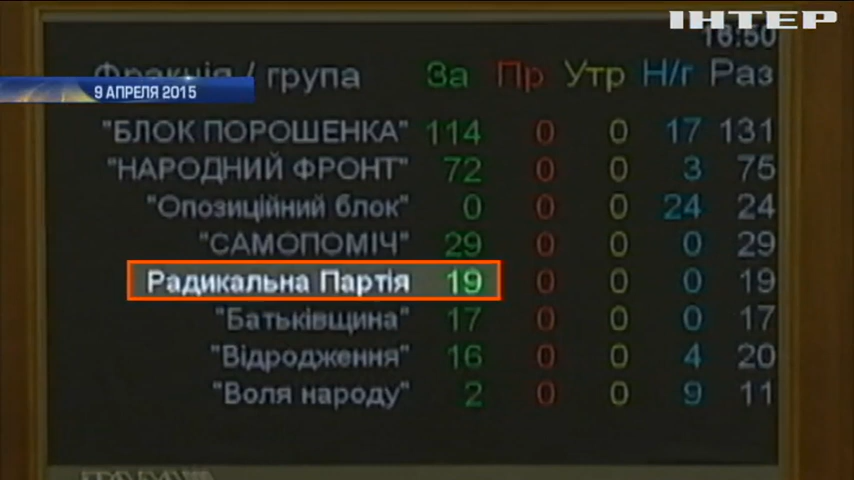 ІНТЕР
16:50
Фракція / група За Пр Утр Н/г Раз
9 АПРЕЛЯ 2015
"БЛОК ПОРОШЕНКА" 114 0 0 17 131
"НАРОДНИЙ ФРОНТ" 72 0 0 3 75
"Опозиційний блок" 0 0 0 24 24
"САМОПОМІЧ" 29 0 0 0 29
Радикальна Партія 19 0 0 0 19
"Батьківщина" 17 0 0 0 17
"Відродження" 16 0 0 4 20
"Воля народу" 2 0 0 9 11